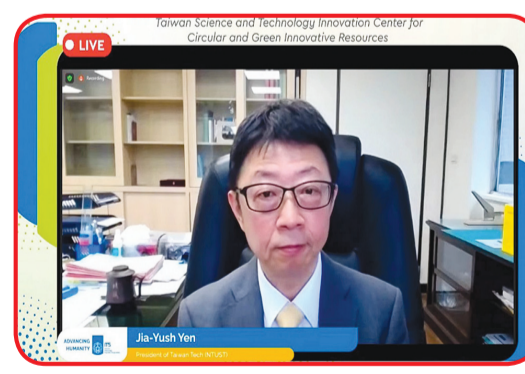 Taiwan Science and Technology Innovation Center for
Circular and Green Innovative Resources
LIVE
Recording
ADVANCING
HUMANITY
ITS
Jia-Yush Yen
President of Taiwan Tech (NTUST)